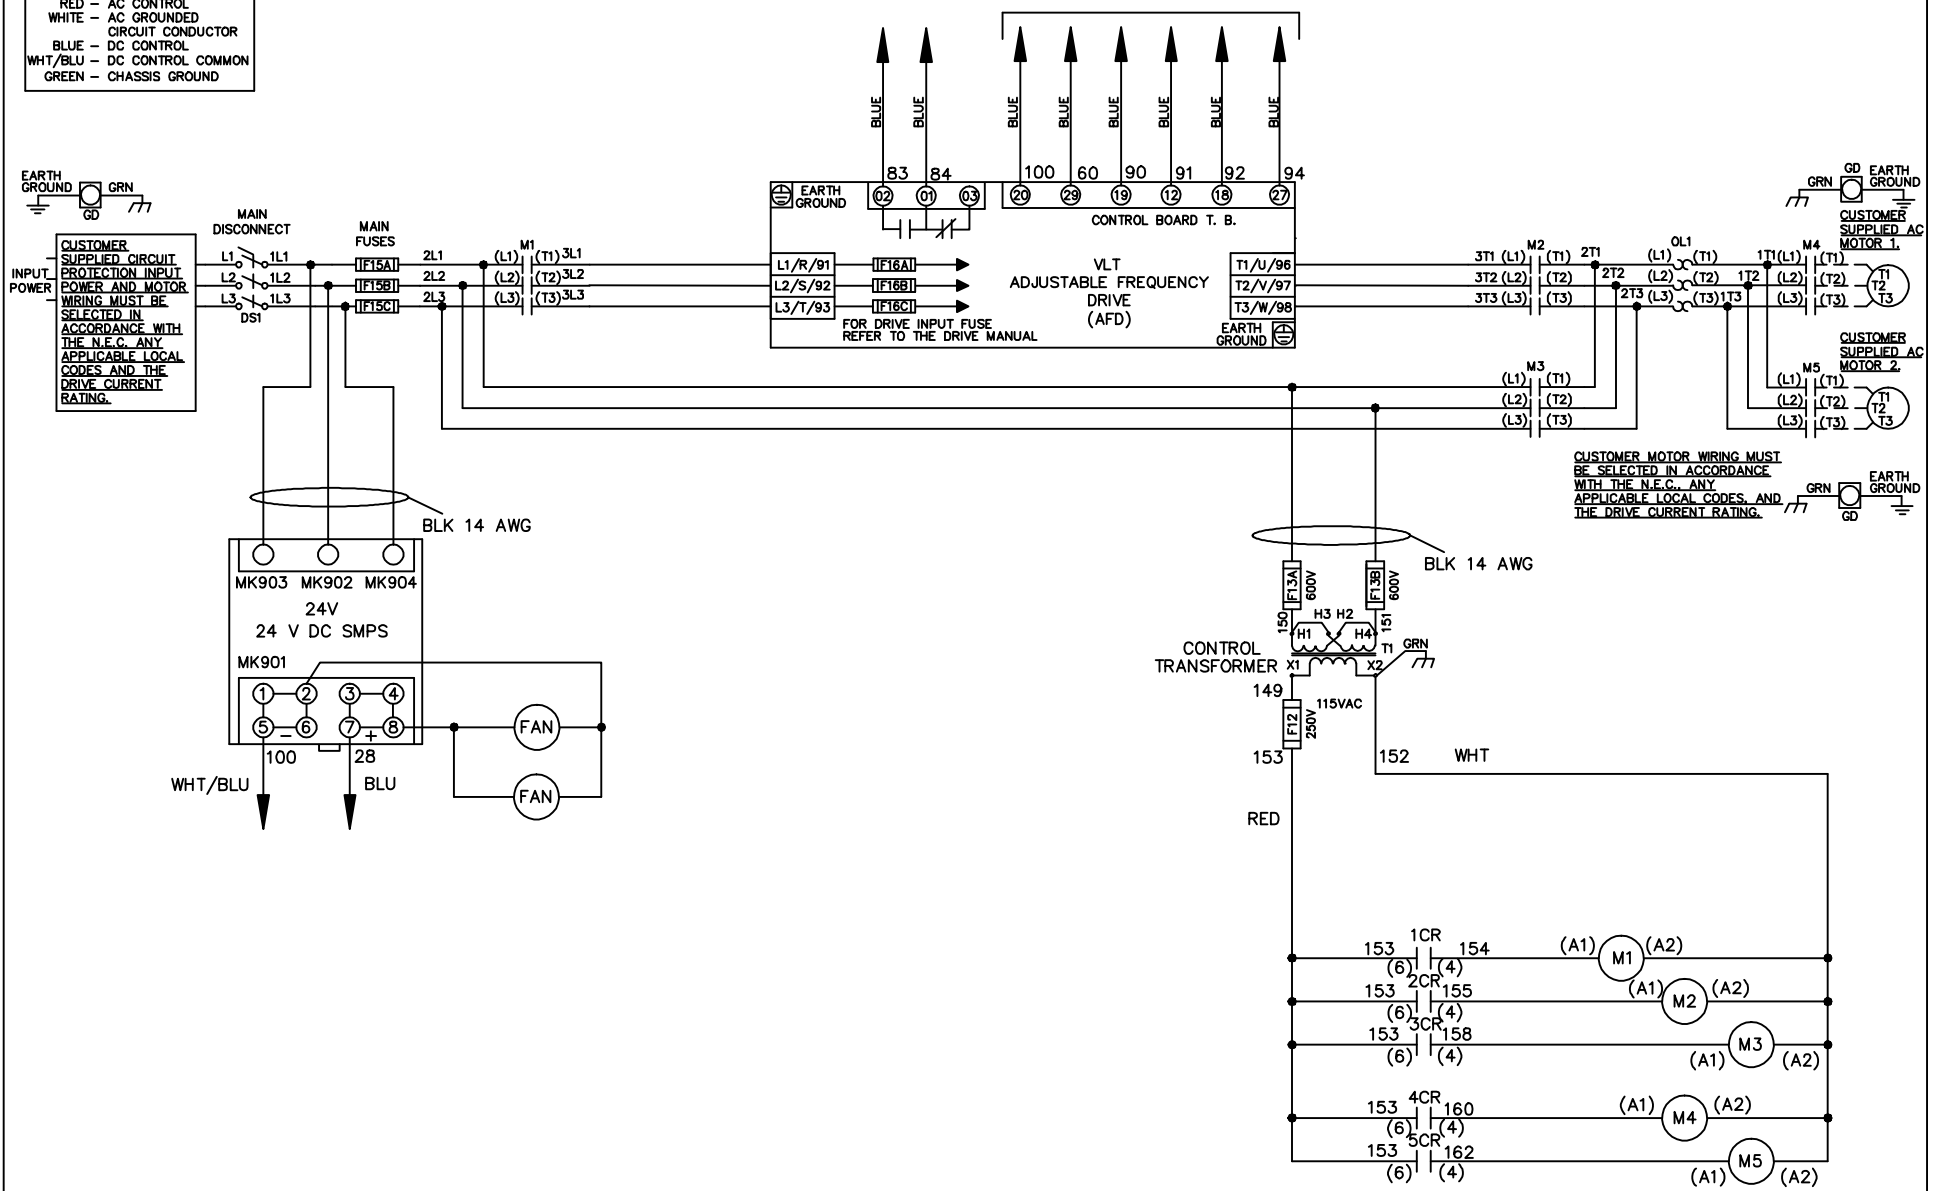 RED – AC CONTROL
WHITE – AC GROUNDED
CIRCUIT CONDUCTOR
BLUE – DC CONTROL
WHT/BLU – DC CONTROL COMMON
GREEN – CHASSIS GROUND
BLUE BLUE BLUE BLUE BLUE BLUE BLUE BLUE
83 84 100 60 90 91 92 94
02 01 03 20 29 19 12 18 27
EARTH
GROUND
CONTROL BOARD T. B.
EARTH
GROUND
GRN
GD
MAIN
DISCONNECT
MAIN
FUSES
CUSTOMER
SUPPLIED CIRCUIT
PROTECTION INPUT
POWER AND MOTOR
WIRING MUST BE
SELECTED IN
ACCORDANCE WITH
THE N.E.C. ANY
APPLICABLE LOCAL
CODES AND THE
DRIVE CURRENT
RATING.
INPUT
POWER
L1 1L1 F15A 2L1 (L1) M1 (T1) 3L1
L2 1L2 F15B 2L2 (L2) (T2) 3L2
L3 1L3 F15C 2L3 (L3) (T3) 3L3
DS1
L1/R/91 F16A
L2/S/92 F16B
L3/T/93 F16C
FOR DRIVE INPUT FUSE
REFER TO THE DRIVE MANUAL
VLT
ADJUSTABLE FREQUENCY
DRIVE
(AFD)
T1/U/96
T2/V/97
T3/W/98
EARTH
GROUND
3T1 (L1) M2 (T1) 2T1 (L1) OL1 (T1) 1T1 (L1) M4 (T1)
3T2 (L2) (T2) 2T2 (L2) (T2) 1T2 (L2) (T2)
3T3 (L3) (T3) 2T3 (L3) (T3) 1T3 (L3) (T3)
T1
T2
T3
GRN
GD
EARTH
GROUND
CUSTOMER
SUPPLIED AC
MOTOR 1.
CUSTOMER
SUPPLIED AC
MOTOR 2.
M3
(L1) (T1)
(L2) (T2)
(L3) (T3)
M5
(L1) (T1)
(L2) (T2)
(L3) (T3)
T1
T2
T3
CUSTOMER MOTOR WIRING MUST
BE SELECTED IN ACCORDANCE
WITH THE N.E.C., ANY
APPLICABLE LOCAL CODES, AND
THE DRIVE CURRENT RATING.
GRN
GD
EARTH
GROUND
BLK 14 AWG
MK903 MK902 MK904
24V
24 V DC SMPS
MK901
1 2 3 4
5 – 6 7 + 8
100 28
WHT/BLU
BLU
FAN
FAN
BLK 14 AWG
F13A 600V
F13B 600V
150 151
H3 H2
H1 H4
T1
GRN
CONTROL
TRANSFORMER
X1 X2
149
115VAC
F12 250V
153
152 WHT
RED
153 1CR 154 (A1) M1 (A2)
(6) (4)
153 2CR 155 (A1) M2 (A2)
(6) (4)
153 3CR 158 M3
(6) (4) (A1) (A2)
153 4CR 160 (A1) M4 (A2)
(6) (4)
153 5CR 162 M5
(6) (4) (A1) (A2)